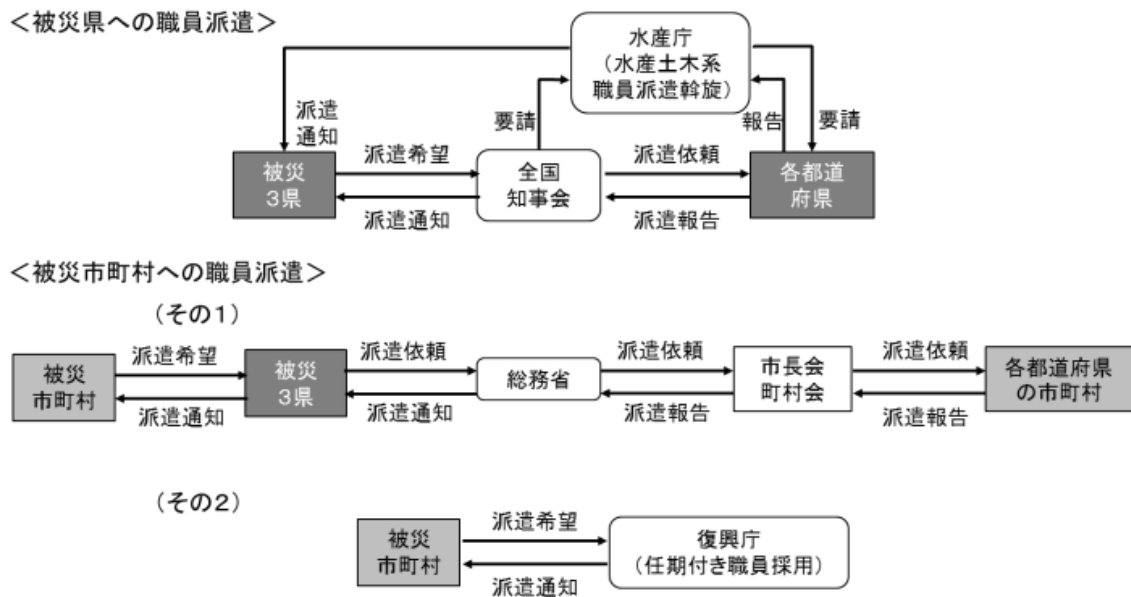 ＜被災県への職員派遣＞
水産庁
（水産土木系
職員派遣斡旋）
派遣
通知
要請
報告
要請
被災
３県
派遣希望
派遣通知
全国
知事会
派遣依頼
派遣報告
各都道
府県
＜被災市町村への職員派遣＞
（その１）
被災
市町村
派遣希望
派遣通知
被災
３県
派遣依頼
派遣通知
総務省
派遣依頼
派遣報告
市長会
町村会
派遣依頼
派遣報告
各都道府県
の市町村
（その２）
被災
市町村
派遣希望
派遣通知
復興庁
（任期付き職員採用）